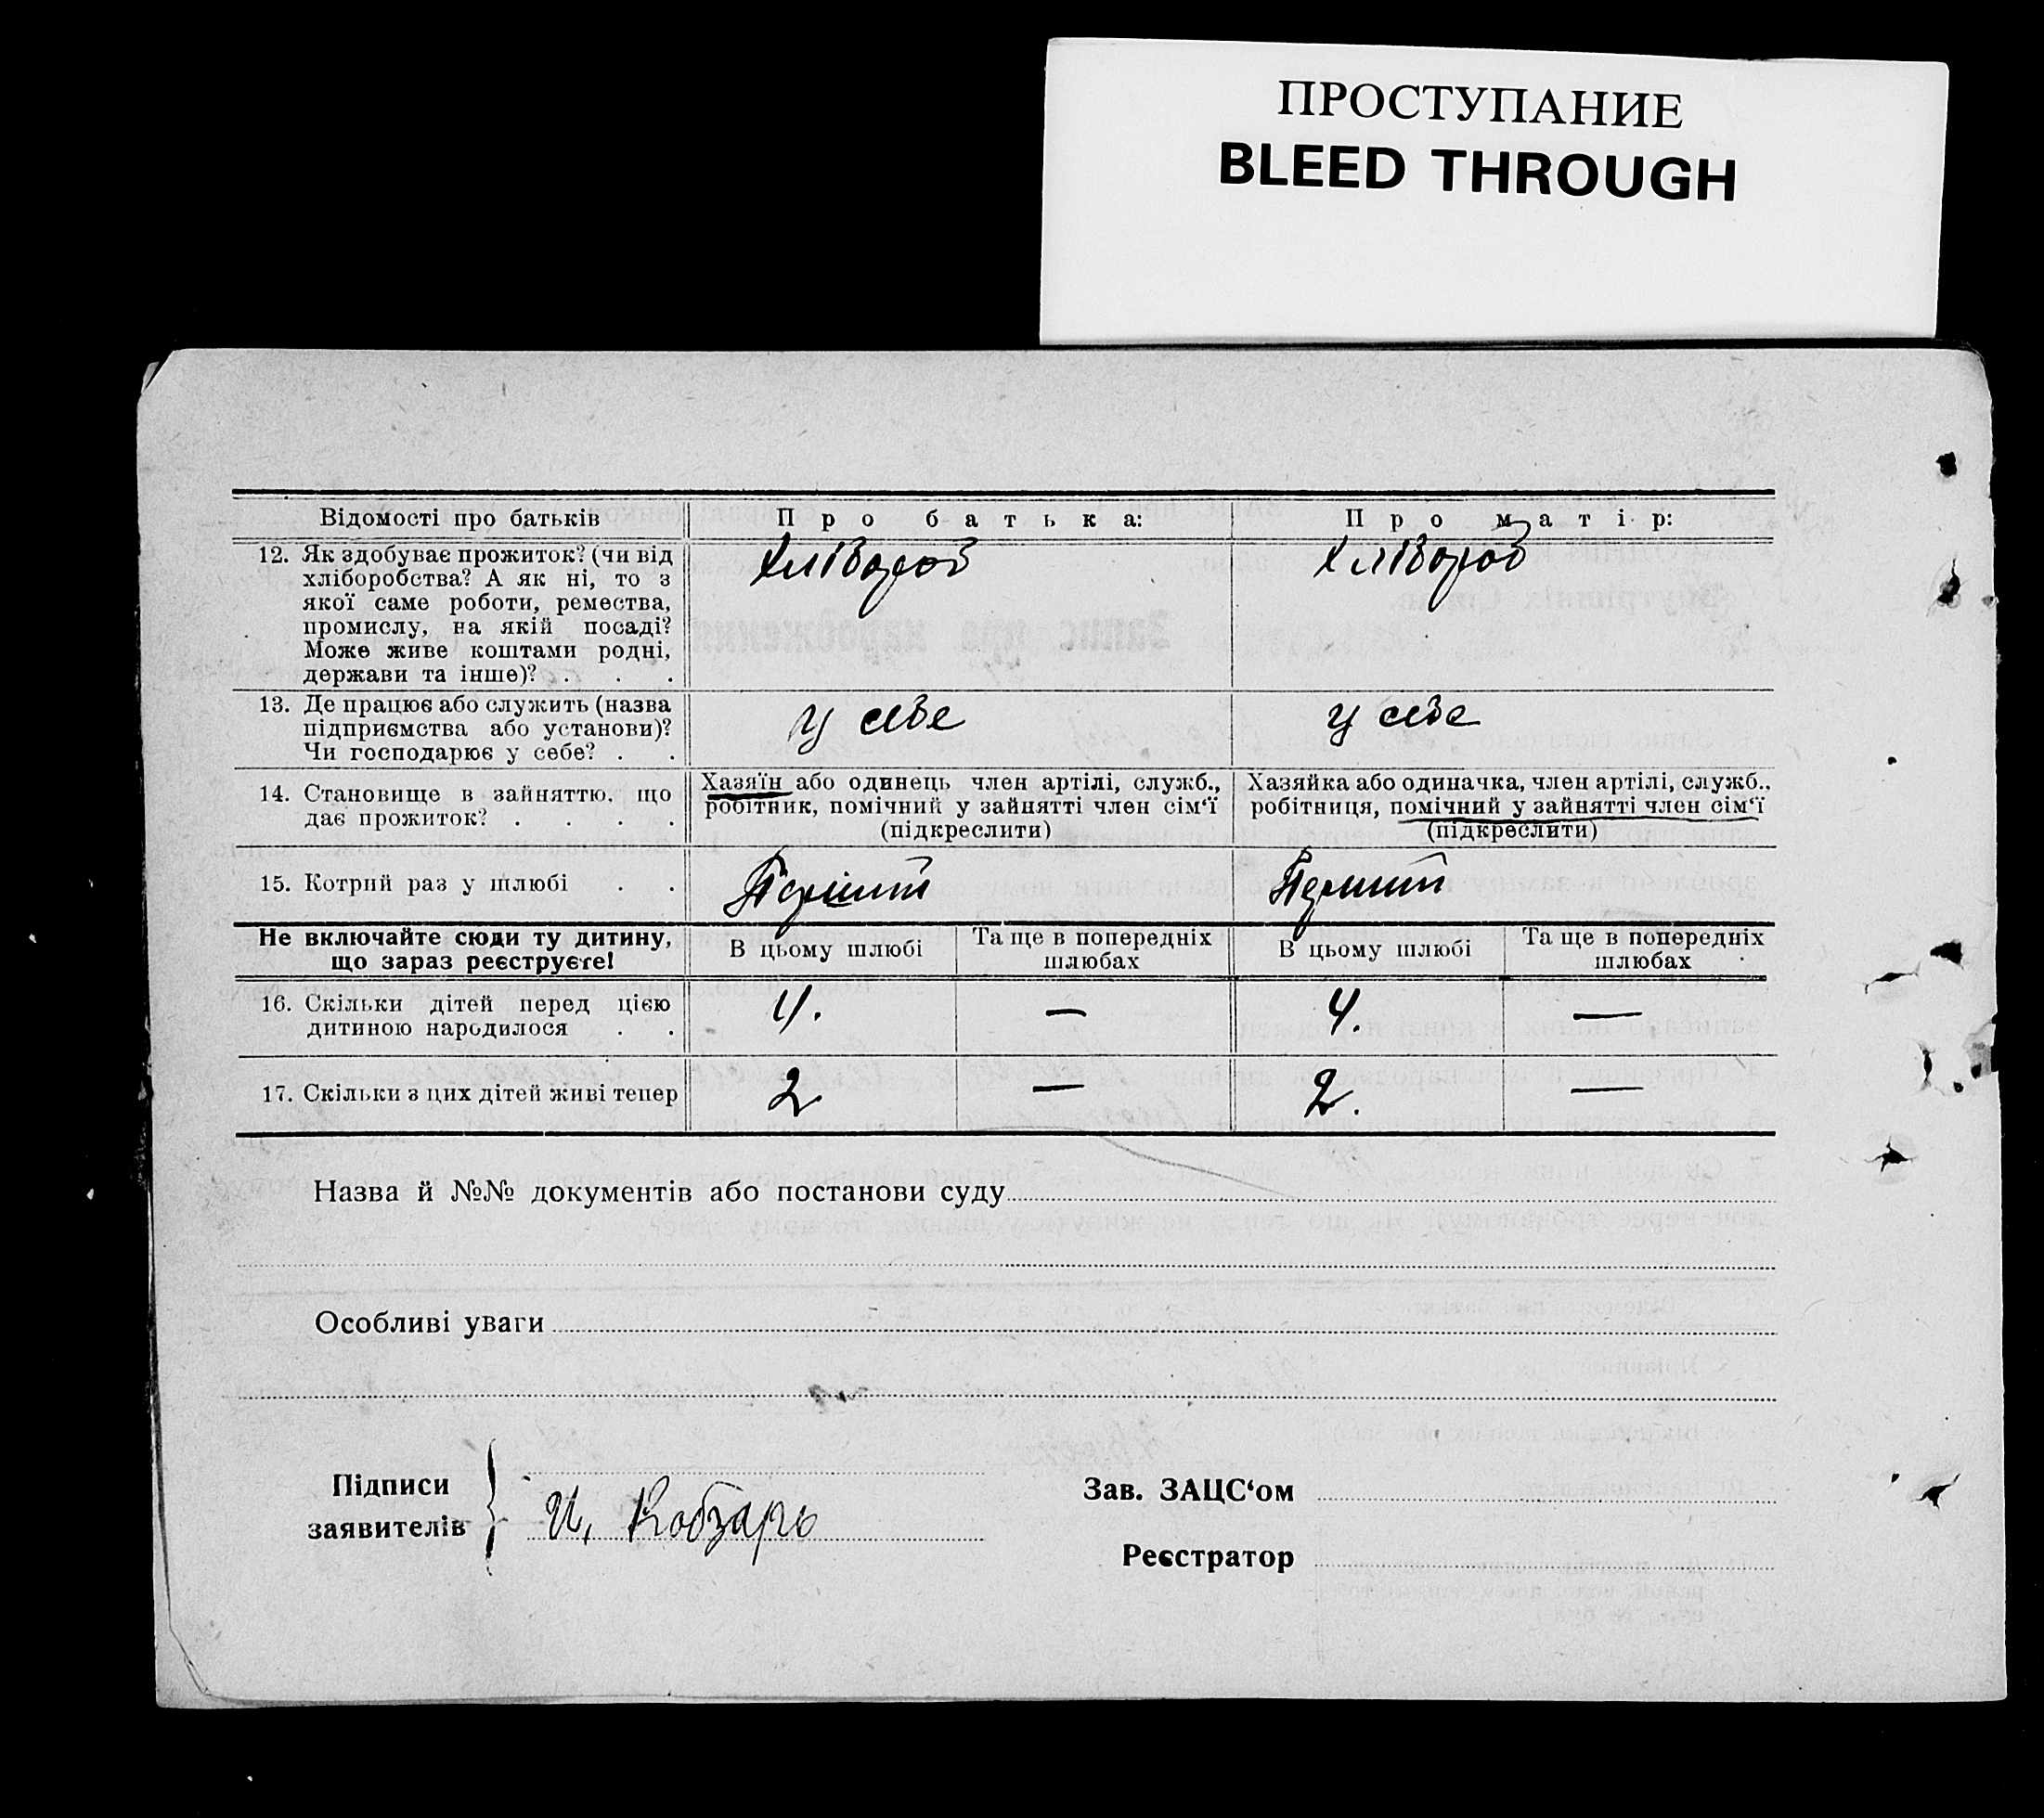 ПРОСТУПАНИЕ
BLEED THROUGH
Відомості про батьків
Про батька:
Про матір:
12. Як здобуває прожиток? (чи від
хліборобства? А як ні, то з
якої саме роботи, ремества,
промислу, на якій посаді?
Може живе коштами родні,
держави та інше)? . . .
Хлібороб
Хлібороб
13. Де працює або служить (назва
підприємства або установи)?
Чи господарює у себе? . .
у себе
у себе
14. Становище в зайняттю, що
дає прожиток? . . . .
Хазяїн або одинець член артілі, служб.,
робітник, помічний у зайнятті член сім‘ї
(підкреслити)
Хазяйка або одиначка, член артілі, служб.,
робітниця, помічний у зайнятті член сім‘ї
(підкреслити)
15. Котрий раз у шлюбі . .
Перший
Перший
Не включайте сюди ту дитину,
що зараз реєструєте!
В цьому шлюбі
Та ще в попередніх
шлюбах
В цьому шлюбі
Та ще в попередніх
шлюбах
16. Скільки дітей перед цією
дитиною народилося . .
4.
—
4.
—
17. Скільки з цих дітей живі тепер
2
—
2.
—
Назва й №№ документів або постанови суду
Особливі уваги
Підписи
заявителів
И. Кобзарь
Зав. ЗАЦС‘ом
Реєстратор